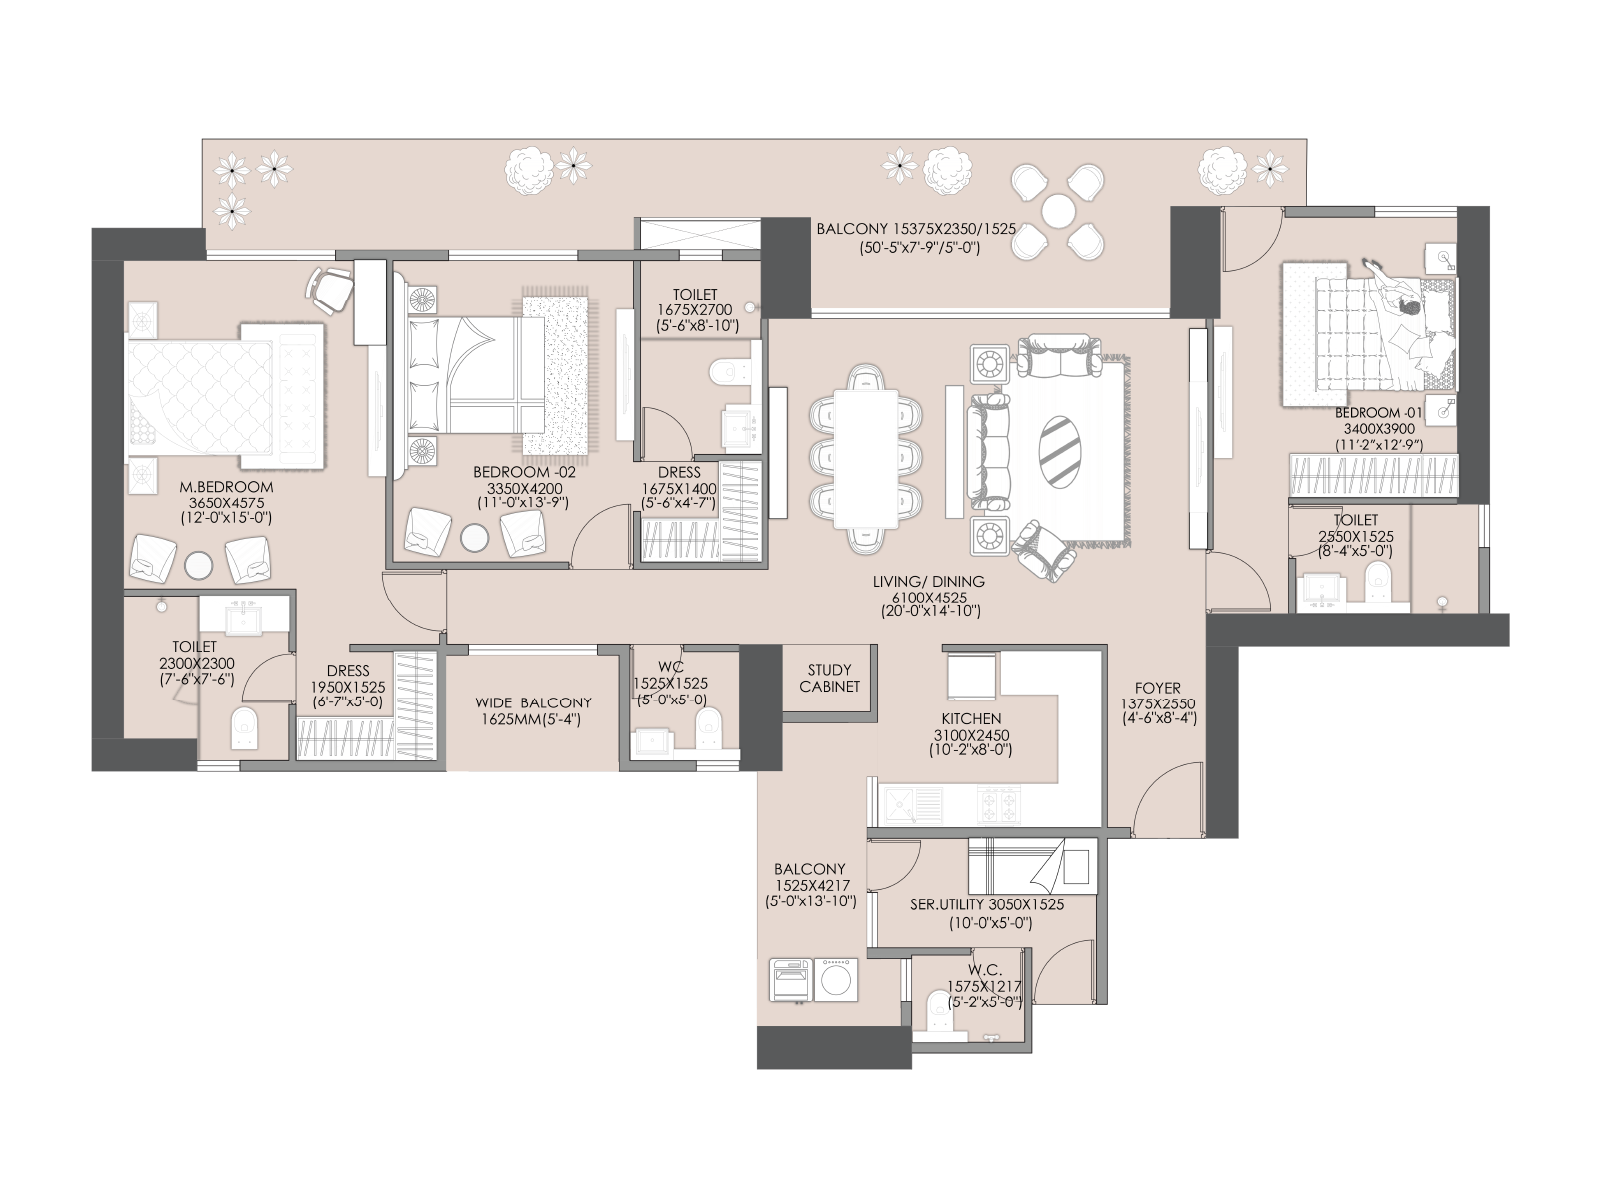 BALCONY 15375X2350/1525
(50'-5"x7'-9"/5"-0")
TOILET
1675X2700
(5'-6"x8'-10")
BEDROOM -01
3400X3900
(11'-2"x12'-9")
M.BEDROOM
3650X4575
(12'-0"x15'-0")
BEDROOM -02
3350X4200
(11'-0"x13'-9")
DRESS
1675X1400
(5'-6"x4'-7")
TOILET
2550X1525
(8'-4"x5'-0")
LIVING/ DINING
6100X4525
(20'-0"x14'-10")
TOILET
2300X2300
(7'-6"x7'-6")
DRESS
1950X1525
(6'-7"x5'-0)
WIDE BALCONY
1625MM(5'-4")
WC
1525X1525
(5'-0"x5'-0)
STUDY
CABINET
KITCHEN
3100X2450
(10'-2"x8'-0")
FOYER
1375X2550
(4'-6"x8'-4")
BALCONY
1525X4217
(5'-0"x13'-10")
SER.UTILITY 3050X1525
(10'-0"x5'-0")
W.C.
1575X1217
(5'-2"x5'-0")